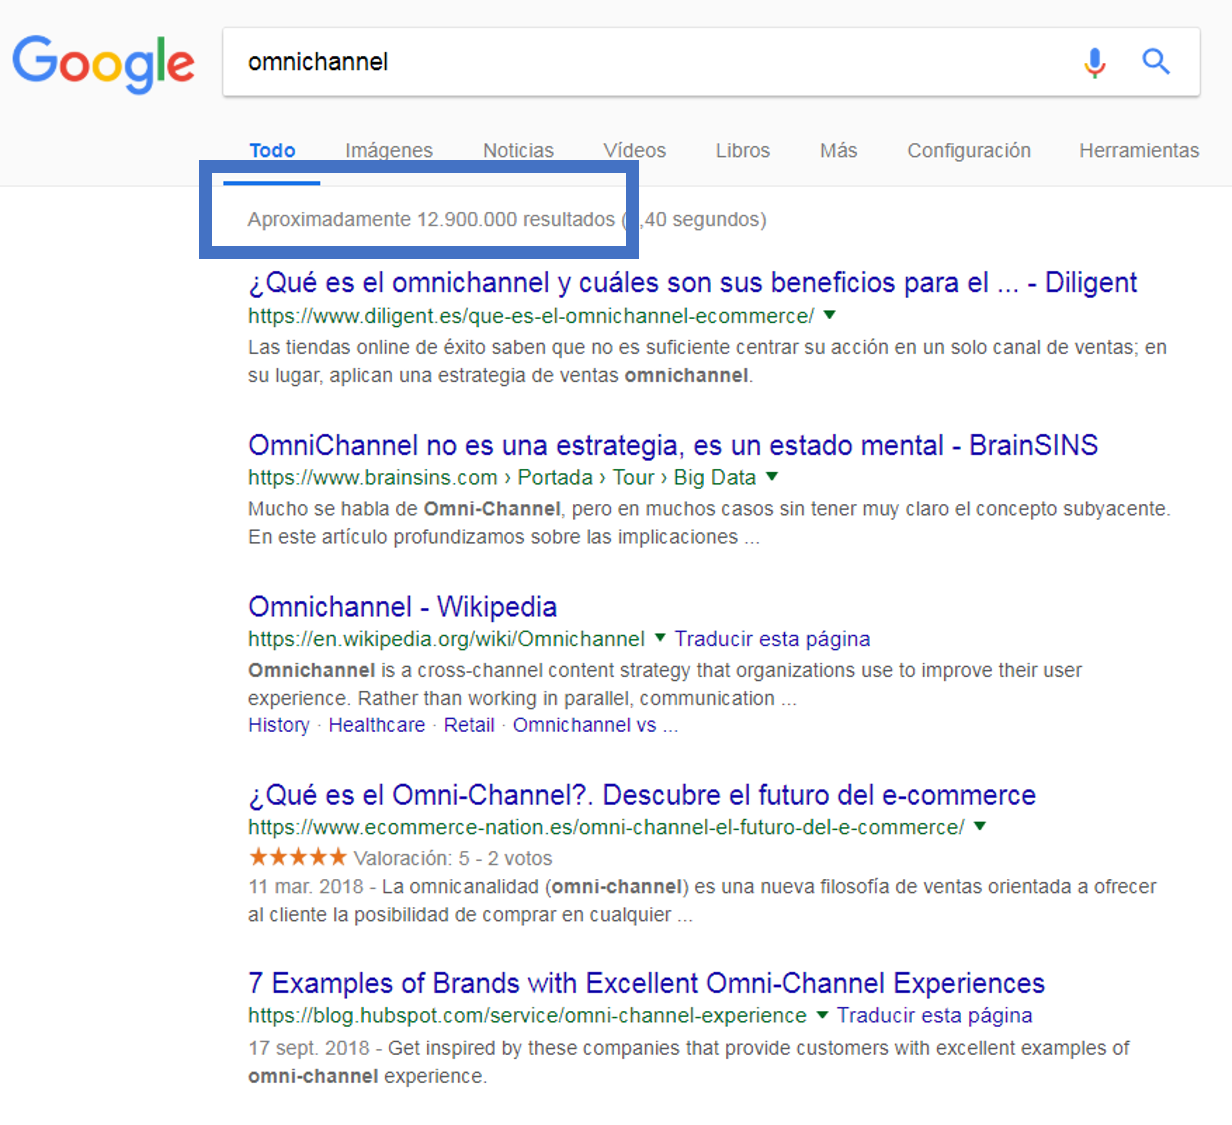 Google
omnichannel
Todo Imágenes Noticias Vídeos Libros Más Configuración Herramientas
Aproximadamente 12.900.000 resultados ( ,40 segundos)
¿Qué es el omnichannel y cuáles son sus beneficios para el ... - Diligent
https://www.diligent.es/que-es-el-omnichannel-ecommerce/
Las tiendas online de éxito saben que no es suficiente centrar su acción en un solo canal de ventas; en
su lugar, aplican una estrategia de ventas omnichannel.
OmniChannel no es una estrategia, es un estado mental - BrainSINS
https://www.brainsins.com › Portada › Tour › Big Data
Mucho se habla de Omni-Channel, pero en muchos casos sin tener muy claro el concepto subyacente.
En este artículo profundizamos sobre las implicaciones ...
Omnichannel - Wikipedia
https://en.wikipedia.org/wiki/Omnichannel Traducir esta página
Omnichannel is a cross-channel content strategy that organizations use to improve their user
experience. Rather than working in parallel, communication ...
History · Healthcare · Retail · Omnichannel vs ...
¿Qué es el Omni-Channel?. Descubre el futuro del e-commerce
https://www.ecommerce-nation.es/omni-channel-el-futuro-del-e-commerce/
★★★★★ Valoración: 5 - 2 votos
11 mar. 2018 - La omnicanalidad (omni-channel) es una nueva filosofía de ventas orientada a ofrecer
al cliente la posibilidad de comprar en cualquier ...
7 Examples of Brands with Excellent Omni-Channel Experiences
https://blog.hubspot.com/service/omni-channel-experience Traducir esta página
17 sept. 2018 - Get inspired by these companies that provide customers with excellent examples of
omni-channel experience.